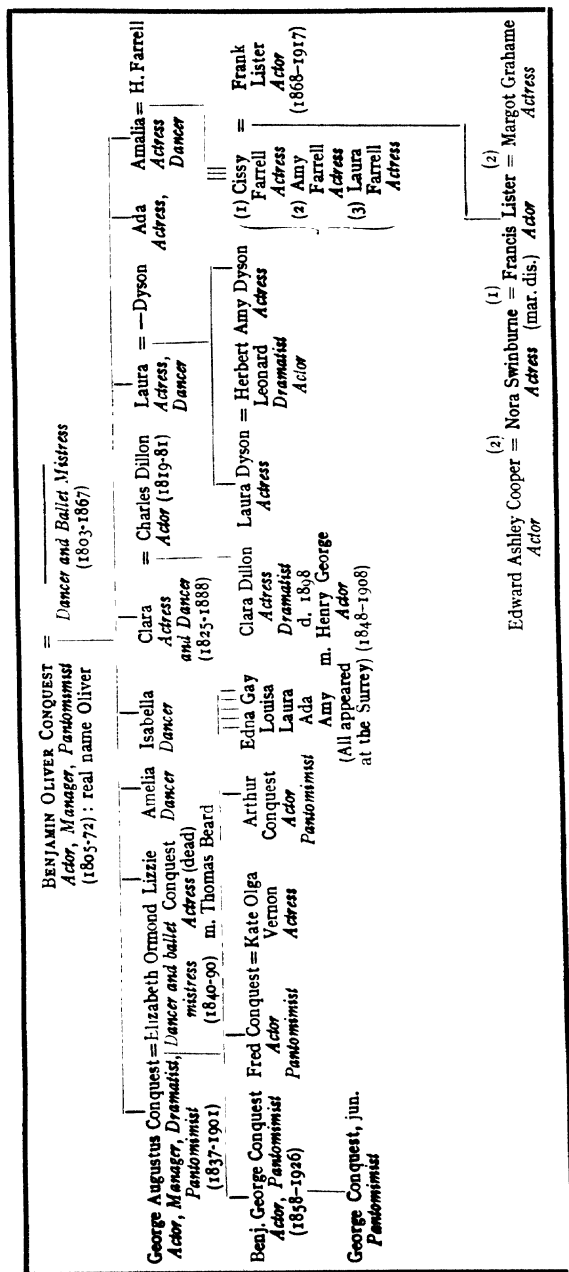 BENJAMIN OLIVER CONQUEST =
Actor, Manager, Pantomimist
(1805-72) : real name Oliver
Dancer and Ballet Mistress
(1803-1867)
George Augustus Conquest = Elizabeth Ormond
Actor, Manager, Dramatist, Dancer and ballet
Pantomimist mistress
(1837-1901) (1840-90)
Lizzie
Conquest
Actress (dead)
m. Thomas Beard
Amelia
Dancer
Isabella
Dancer
Clara = Charles Dillon
Actress Actor (1819-81)
and Dancer
(1825-1888)
Laura = —Dyson
Actress,
Dancer
Ada
Actress,
Amalia = H. Farrell
Actress
Dancer
Benj. George Conquest
Actor, Pantomimist
(1858-1926)
Fred Conquest = Kate Olga
Actor Vernon
Pantomimist Actress
Arthur
Conquest
Actor
Pantomimist
Edna Gay
Louisa
Laura
Ada
Amy
(All appeared
at the Surrey)
Clara Dillon
Actress
Dramatist
d. 1898
m. Henry George
Actor
(1848-1908)
Laura Dyson = Herbert
Actress Leonard
Dramatist
Actor
Amy Dyson
Actress
(1) Cissy = Frank
Farrell Lister
Actress Actor
(2) Amy (1868-1917)
Farrell
Actress
(3) Laura
Farrell
Actress
George Conquest, jun.
Pantomimist
(2) (1) (2)
Edward Ashley Cooper = Nora Swinburne = Francis Lister = Margot Grahame
Actor Actress (mar. dis.) Actor Actress